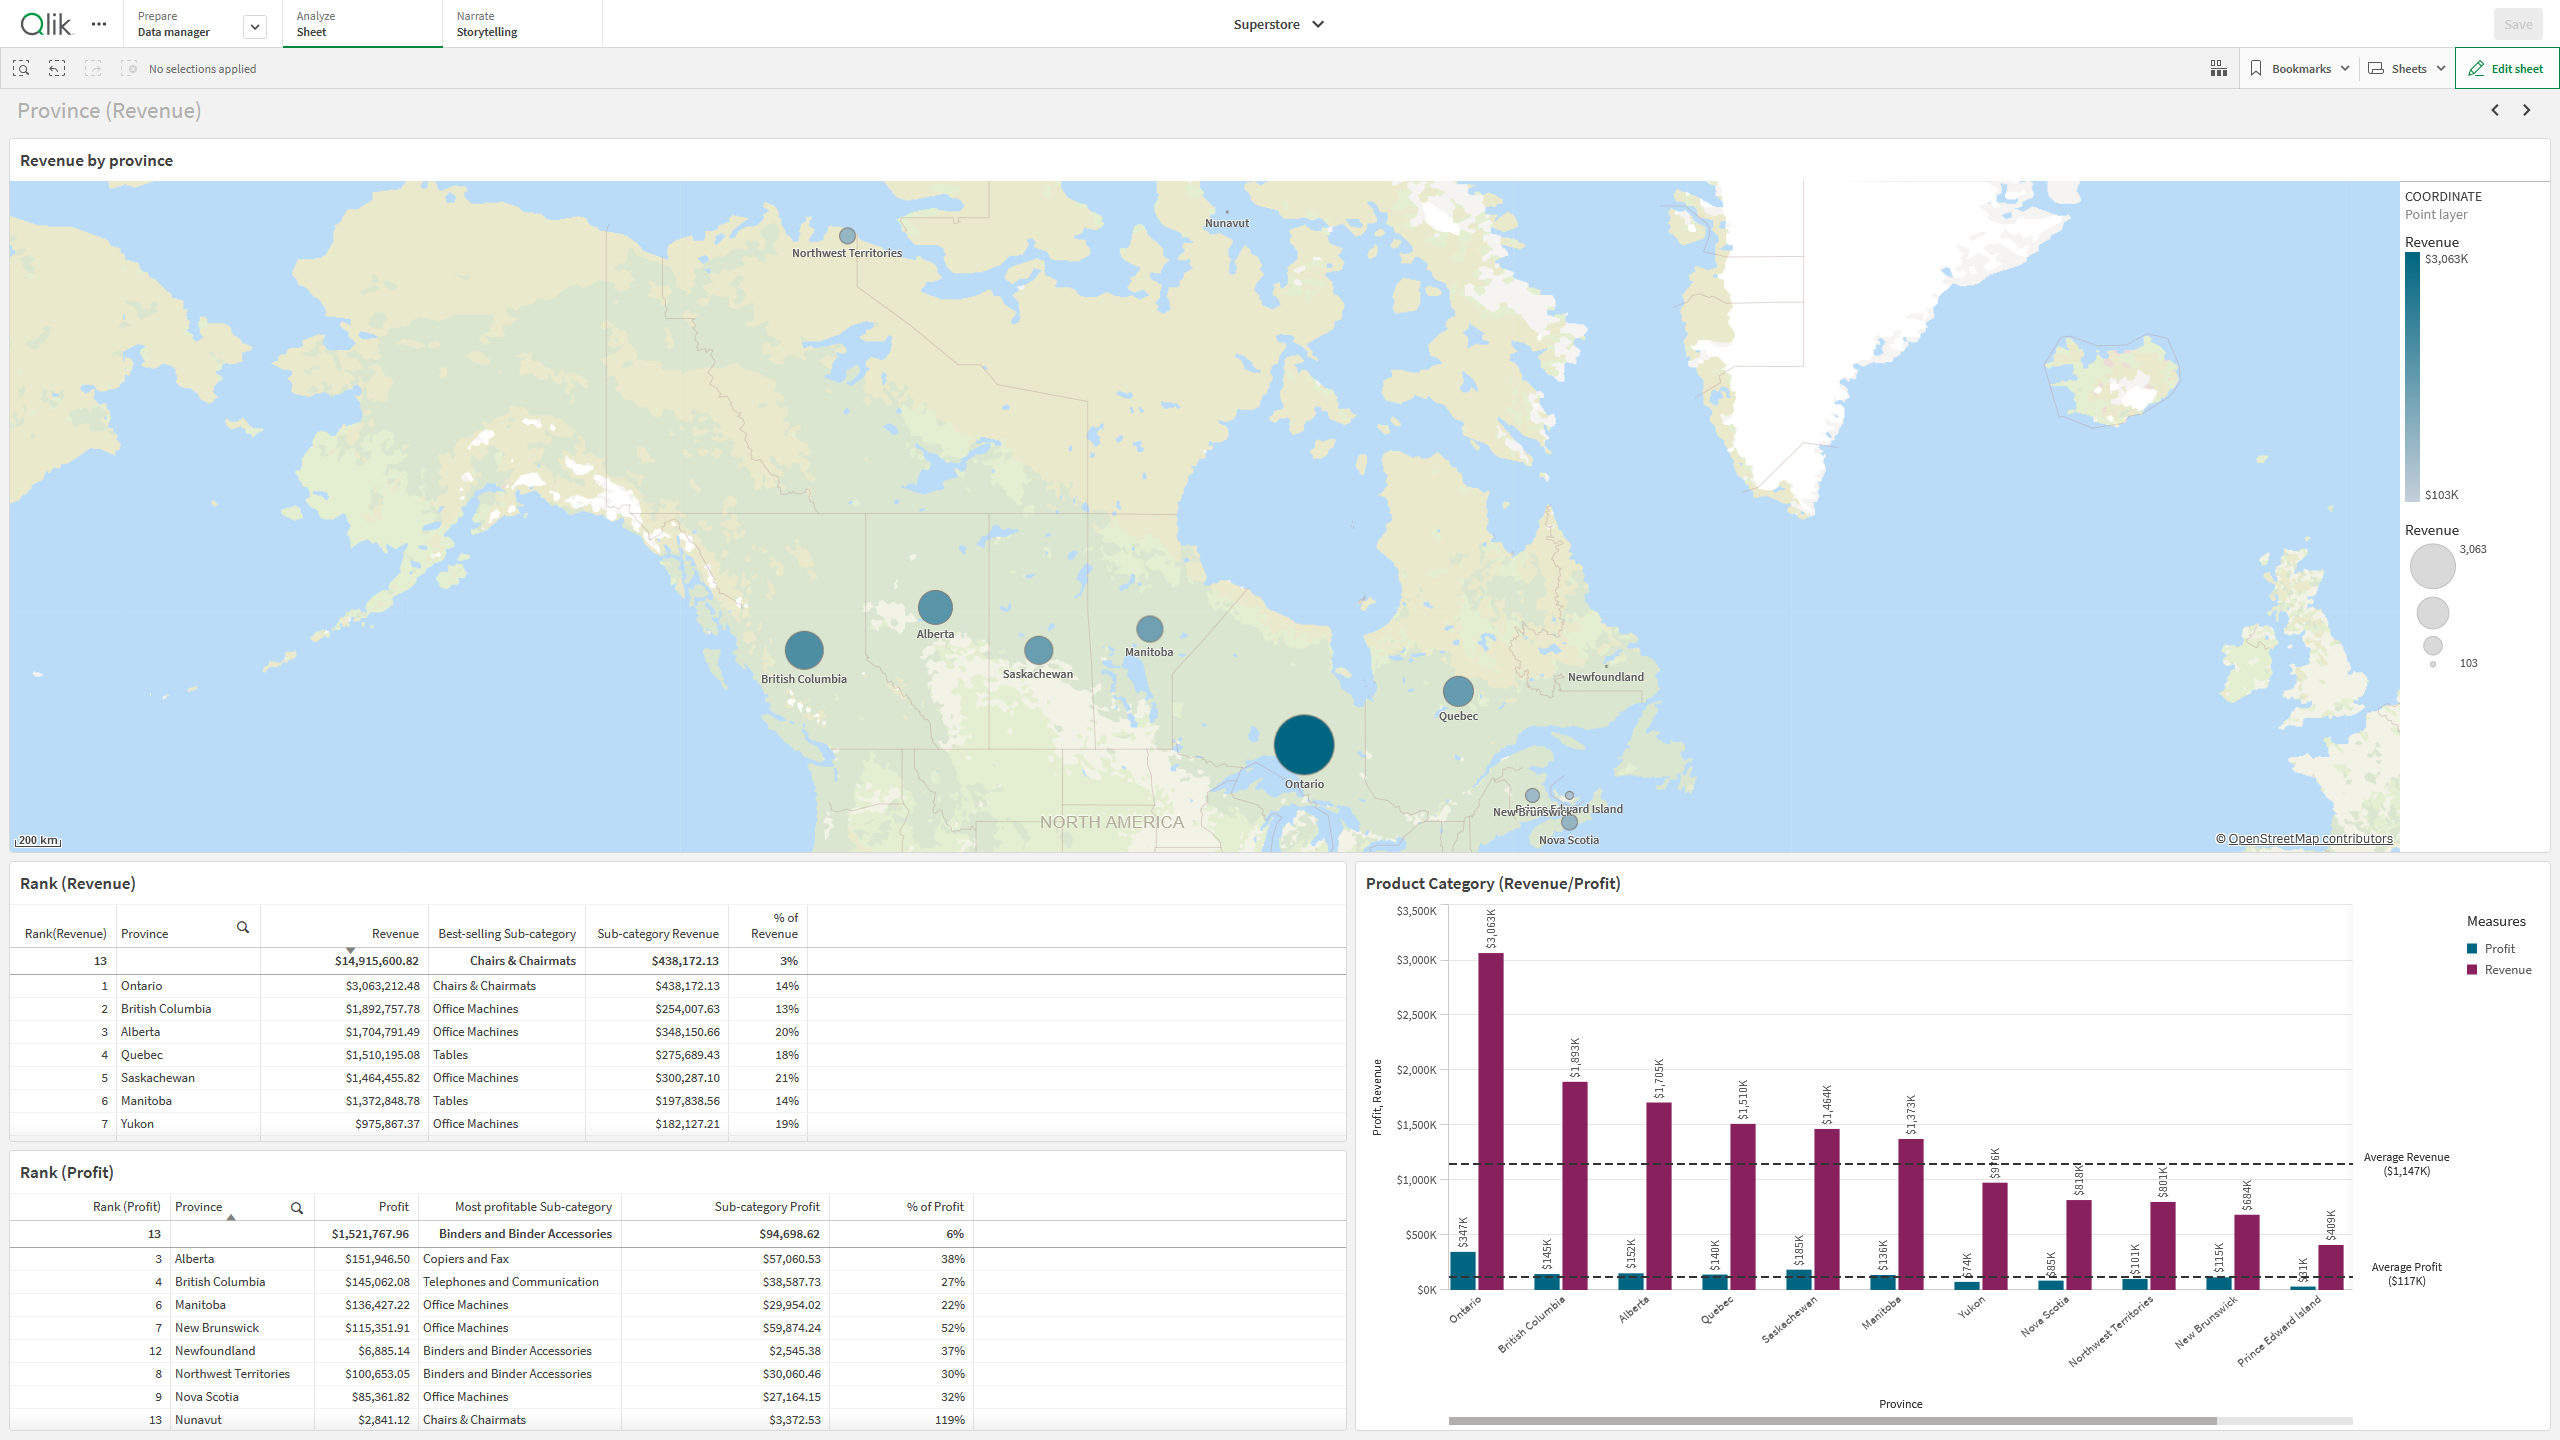 Qlik
Prepare
Data manager
Analyze
Sheet
Narrate
Storytelling
Superstore
Save
No selections applied
Bookmarks
Sheets
Edit sheet
Province (Revenue)
Revenue by province
Nunavut
Northwest Territories
Alberta
British Columbia
Saskachewan
Manitoba
Newfoundland
Quebec
Ontario
Prince Edward Island
New Brunswick
Nova Scotia
NORTH AMERICA
200 km
© OpenStreetMap contributors
COORDINATE
Point layer
Revenue
$3,063K
$103K
Revenue
3,063
103
Rank (Revenue)
Rank(Revenue) Province Revenue Best-selling Sub-category Sub-category Revenue % of Revenue
13 $14,915,600.82 Chairs & Chairmats $438,172.13 3%
1 Ontario $3,063,212.48 Chairs & Chairmats $438,172.13 14%
2 British Columbia $1,892,757.78 Office Machines $254,007.63 13%
3 Alberta $1,704,791.49 Office Machines $348,150.66 20%
4 Quebec $1,510,195.08 Tables $275,689.43 18%
5 Saskachewan $1,464,455.82 Office Machines $300,287.10 21%
6 Manitoba $1,372,848.78 Tables $197,838.56 14%
7 Yukon $975,867.37 Office Machines $182,127.21 19%
Rank (Profit)
Rank (Profit) Province Profit Most profitable Sub-category Sub-category Profit % of Profit
13 $1,521,767.96 Binders and Binder Accessories $94,698.62 6%
3 Alberta $151,946.50 Copiers and Fax $57,060.53 38%
4 British Columbia $145,062.08 Telephones and Communication $38,587.73 27%
6 Manitoba $136,427.22 Office Machines $29,954.02 22%
7 New Brunswick $115,351.91 Office Machines $59,874.24 52%
12 Newfoundland $6,885.14 Binders and Binder Accessories $2,545.38 37%
8 Northwest Territories $100,653.05 Binders and Binder Accessories $30,060.46 30%
9 Nova Scotia $85,361.82 Office Machines $27,164.15 32%
13 Nunavut $2,841.12 Chairs & Chairmats $3,372.53 119%
Product Category (Revenue/Profit)
Profit, Revenue
$3,500K
$3,000K
$2,500K
$2,000K
$1,500K
$1,000K
$500K
$0K
$347K $3,063K
$145K $1,893K
$152K $1,705K
$140K $1,510K
$185K $1,464K
$136K $1,373K
$74K $976K
$85K $818K
$101K $801K
$115K $684K
$31K $409K
Average Revenue
($1,147K)
Average Profit
($117K)
Ontario
British Columbia
Alberta
Quebec
Saskachewan
Manitoba
Yukon
Nova Scotia
Northwest Territories
New Brunswick
Prince Edward Island
Province
Measures
Profit
Revenue